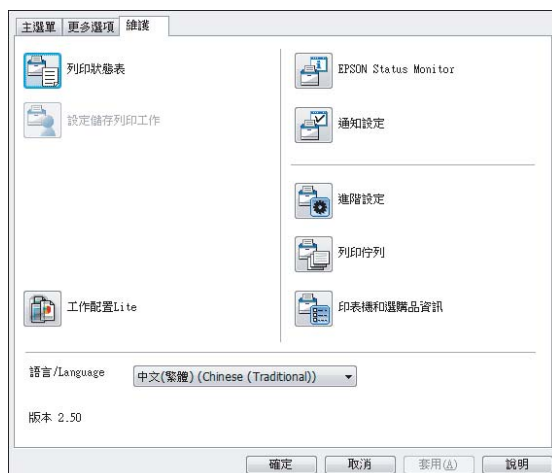 主選單 更多選項 維護
列印狀態表
設定儲存列印工作
工作配置Lite
EPSON Status Monitor
通知設定
進階設定
列印佇列
印表機和選購品資訊
語言/Language 中文(繁體) (Chinese (Traditional))
版本 2.50
確定 取消 套用(A) 說明